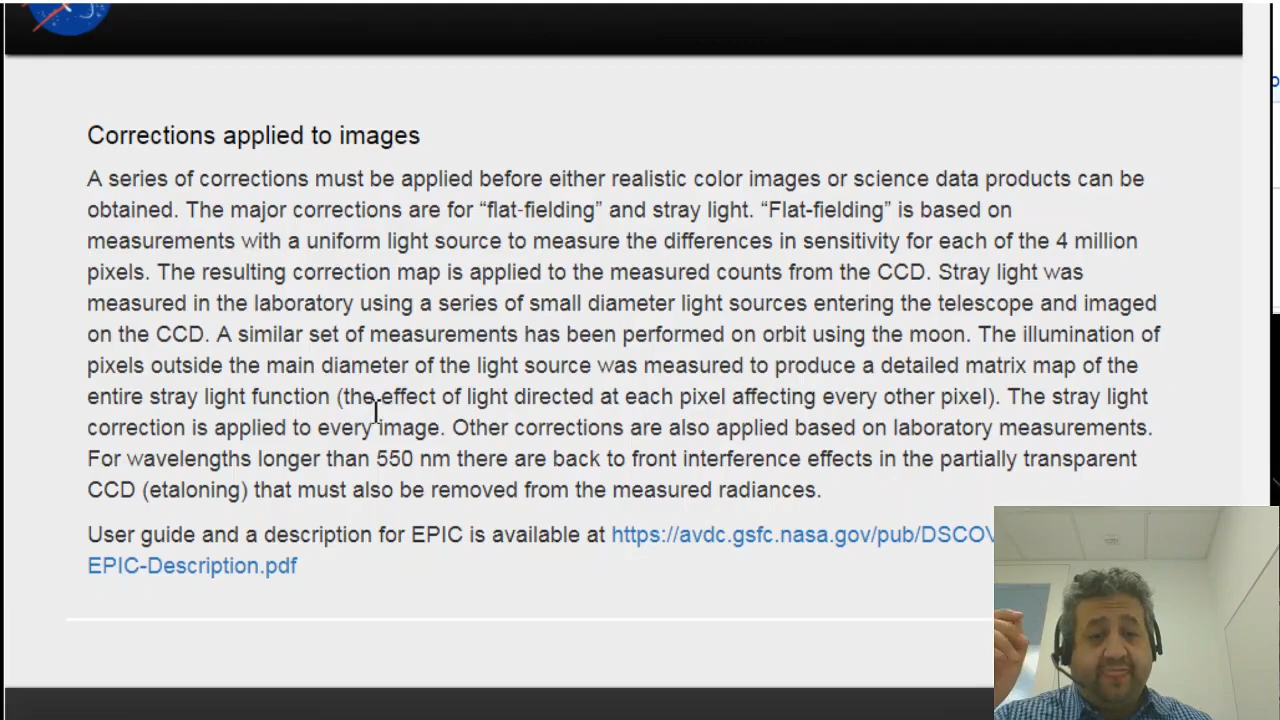 Corrections applied to images
A series of corrections must be applied before either realistic color images or science data products can be
obtained. The major corrections are for “flat-fielding” and stray light. “Flat-fielding” is based on
measurements with a uniform light source to measure the differences in sensitivity for each of the 4 million
pixels. The resulting correction map is applied to the measured counts from the CCD. Stray light was
measured in the laboratory using a series of small diameter light sources entering the telescope and imaged
on the CCD. A similar set of measurements has been performed on orbit using the moon. The illumination of
pixels outside the main diameter of the light source was measured to produce a detailed matrix map of the
entire stray light function (the effect of light directed at each pixel affecting every other pixel). The stray light
correction is applied to every image. Other corrections are also applied based on laboratory measurements.
For wavelengths longer than 550 nm there are back to front interference effects in the partially transparent
CCD (etaloning) that must also be removed from the measured radiances.
User guide and a description for EPIC is available at https://avdc.gsfc.nasa.gov/pub/DSCOV
EPIC-Description.pdf